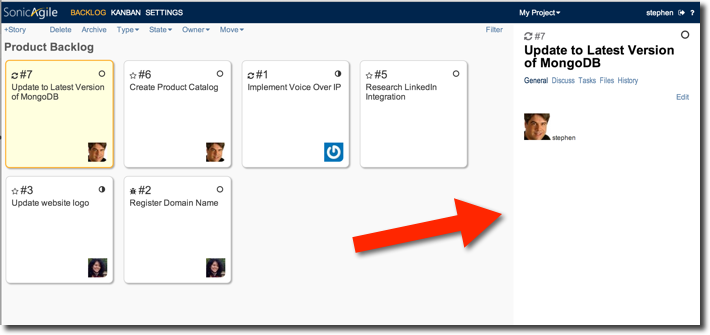 SonicAgile BACKLOG KANBAN SETTINGS My Project stephen ?
+Story Delete Archive Type State Owner Move Filter
Product Backlog
#7
Update to Latest Version
of MongoDB
#6
Create Product Catalog
#1
Implement Voice Over IP
#5
Research LinkedIn
Integration
#3
Update website logo
#2
Register Domain Name
#7
Update to Latest Version
of MongoDB
General Discuss Tasks Files History
Edit
stephen